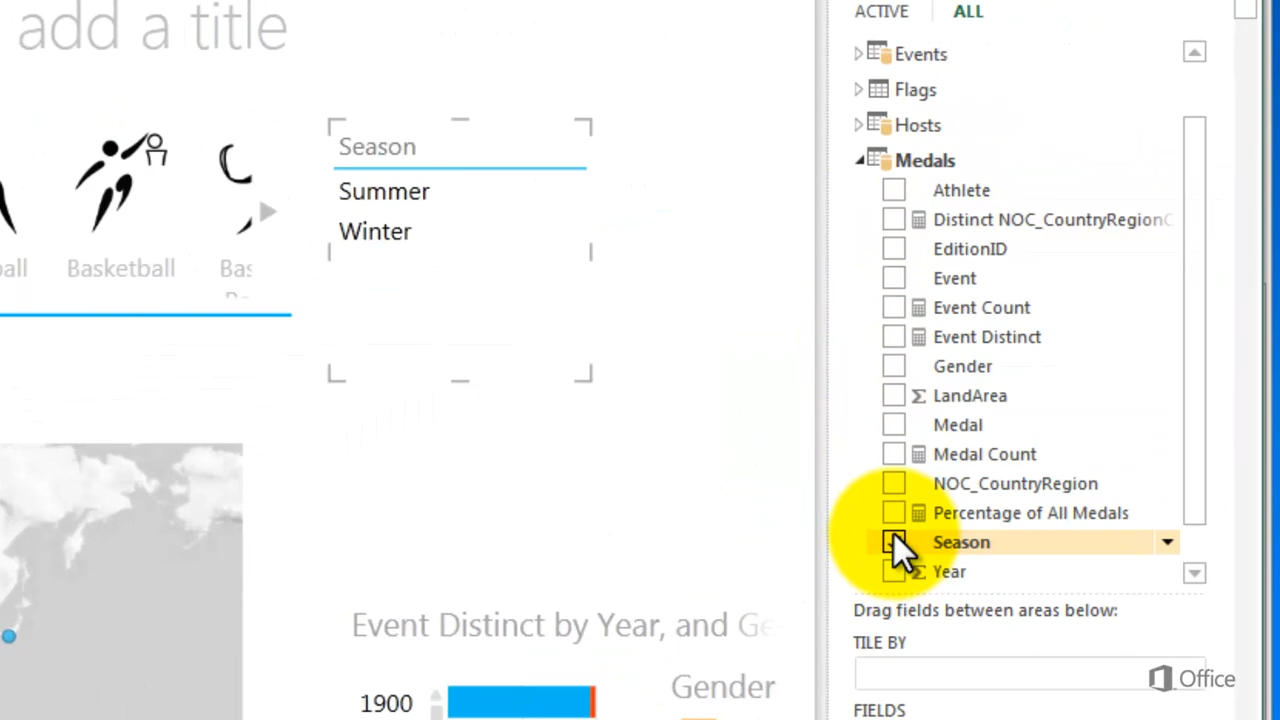 add a title
Season
Summer
Winter
ball
Basketball
Bas
Event Distinct by Year, and Ge
1900
Gender
ACTIVE ALL
Events
Flags
Hosts
Medals
Athlete
Distinct NOC_CountryRegionC
EditionID
Event
Event Count
Event Distinct
Gender
LandArea
Medal
Medal Count
NOC_CountryRegion
Percentage of All Medals
Season
Year
Drag fields between areas below:
TILE BY
Office
FIELDS